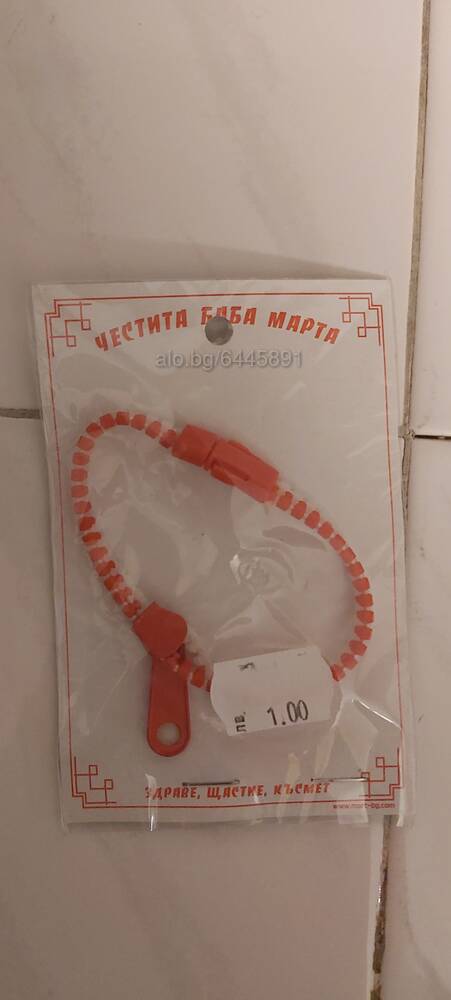 ЧЕСТИТА БАБА МАРТА
alo.bg/6445891
ЛВ. 1.00
ЗДРАВЕ, ЩАСТИЕ, КЪСМЕТ